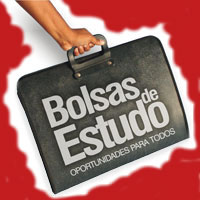 Bolsas
de
Estudo
OPORTUNIDADES PARA TODOS